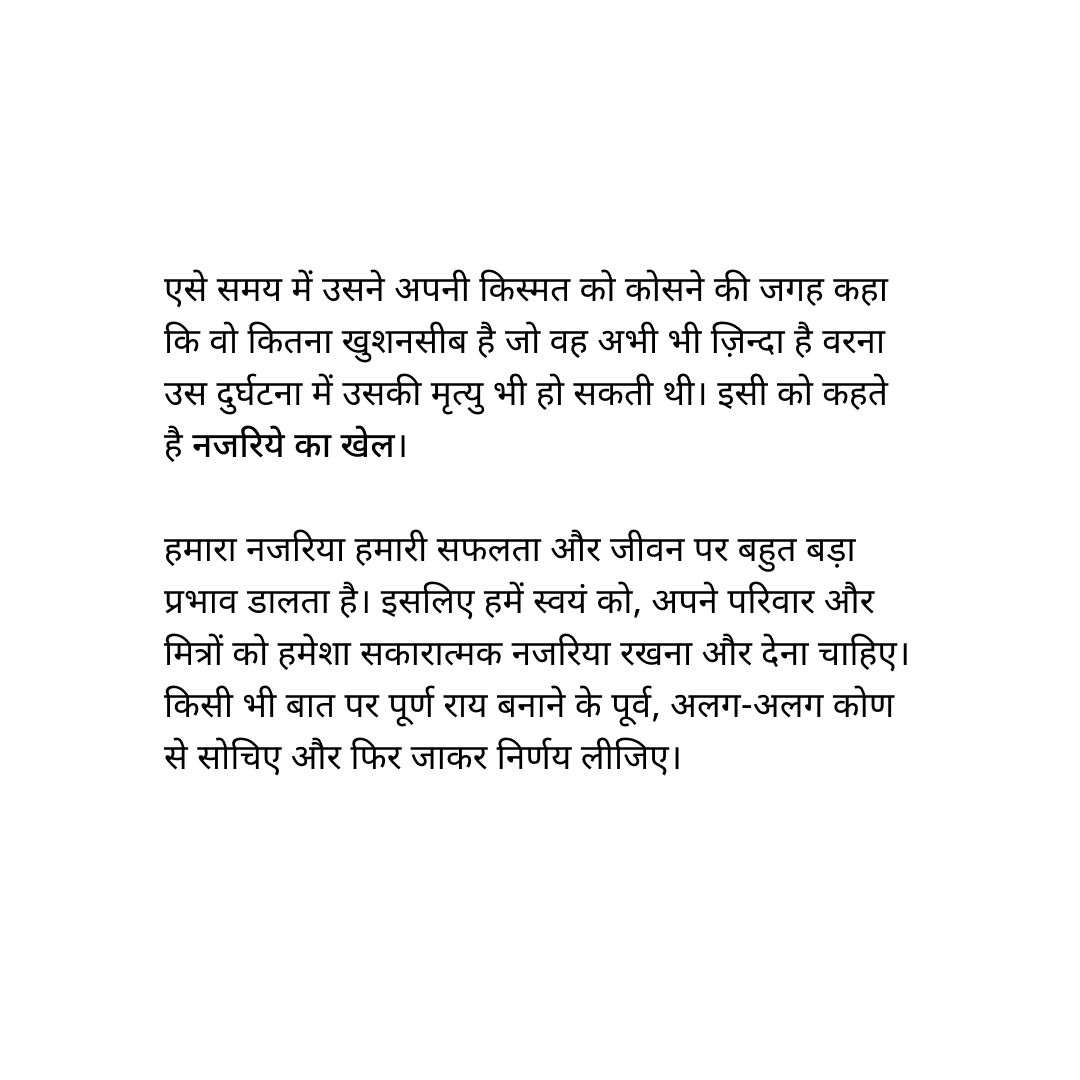 एसे समय में उसने अपनी किस्मत को कोसने की जगह कहा
कि वो कितना खुशनसीब है जो वह अभी भी ज़िन्दा है वरना
उस दुर्घटना में उसकी मृत्यु भी हो सकती थी। इसी को कहते
है नजरिये का खेल।
हमारा नजरिया हमारी सफलता और जीवन पर बहुत बड़ा
प्रभाव डालता है। इसलिए हमें स्वयं को, अपने परिवार और
मित्रों को हमेशा सकारात्मक नजरिया रखना और देना चाहिए।
किसी भी बात पर पूर्ण राय बनाने के पूर्व, अलग-अलग कोण
से सोचिए और फिर जाकर निर्णय लीजिए।